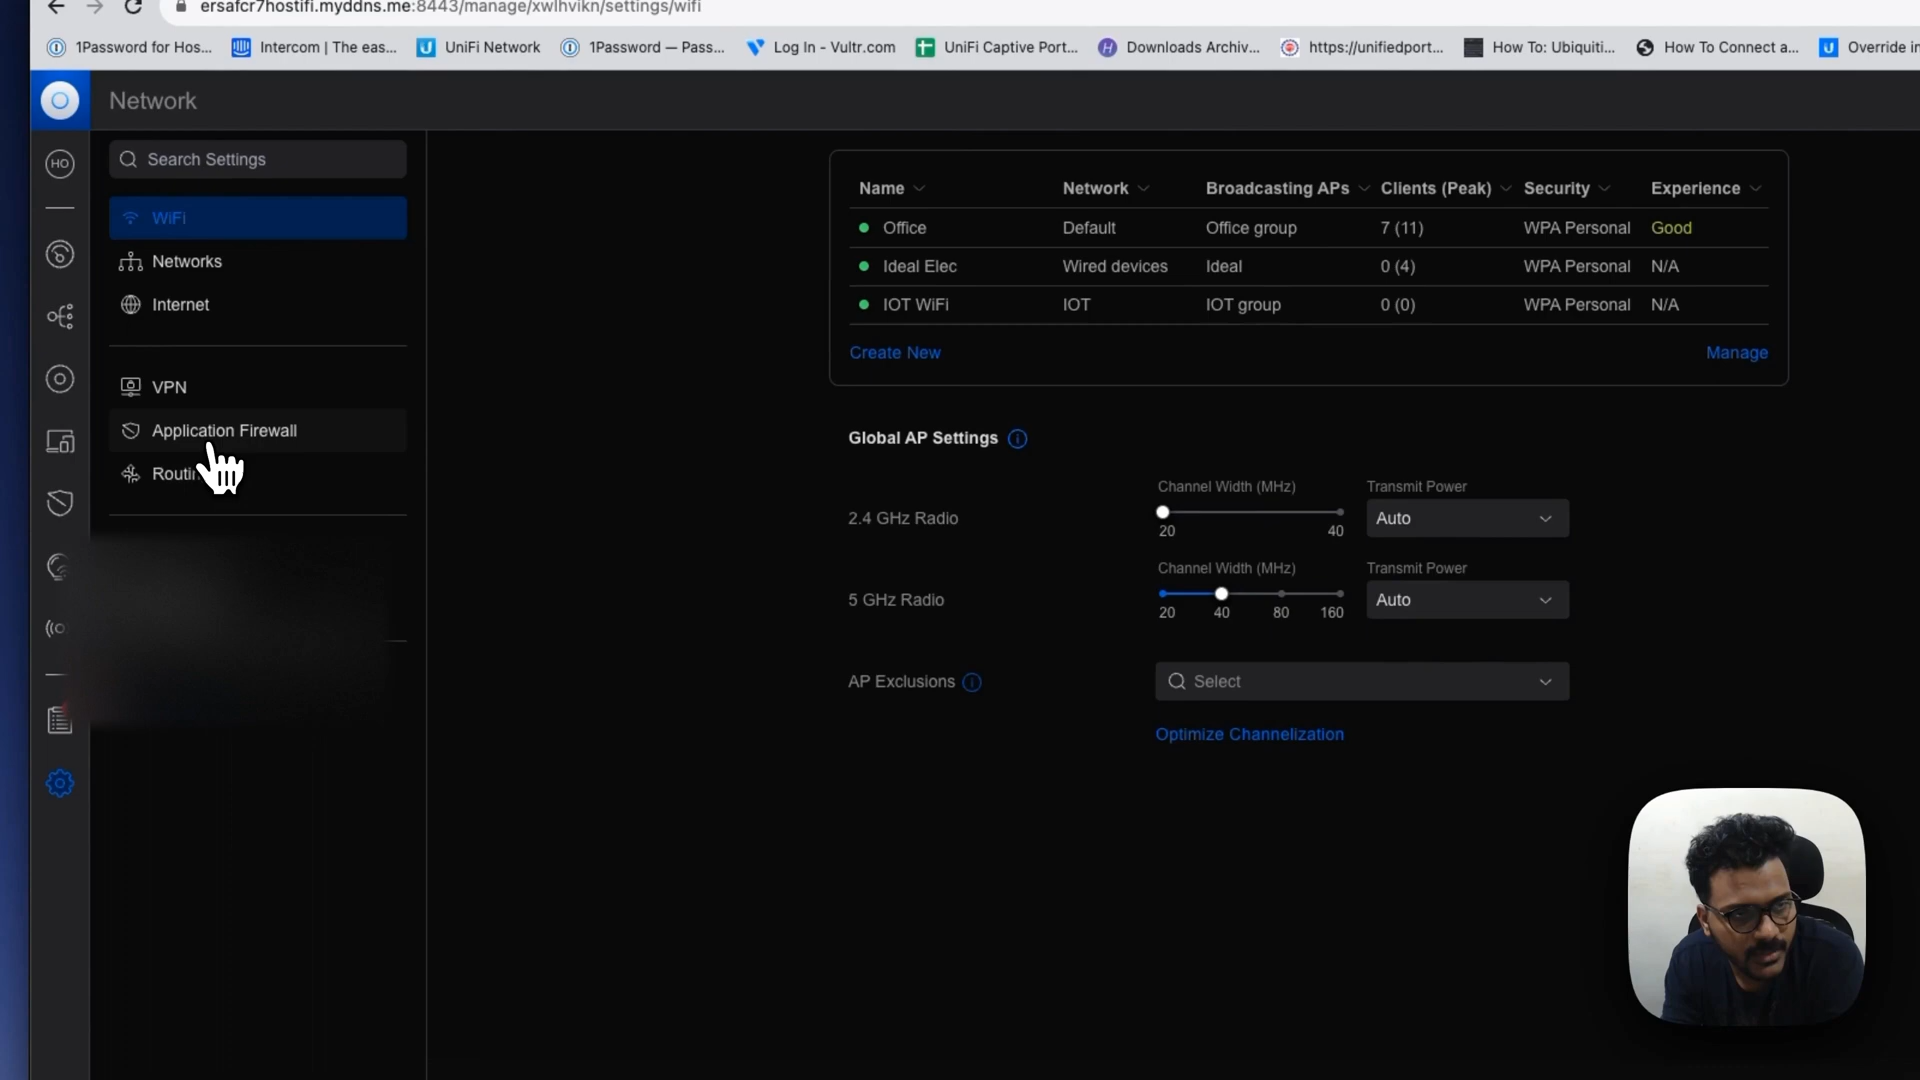 ersafcr7hostifi.myddns.me:8443/manage/xwlhvikn/settings/wifi
1Password for Hos... Intercom | The eas... UniFi Network 1Password — Pass... Log In - Vultr.com UniFi Captive Port... Downloads Archiv... https://unifiedport... How To: Ubiquiti... How To Connect a... Override in
Network
HO
Search Settings
WiFi
Networks
Internet
VPN
Application Firewall
Name Network Broadcasting APs Clients (Peak) Security Experience
Office Default Office group 7 (11) WPA Personal Good
Ideal Elec Wired devices Ideal 0 (4) WPA Personal N/A
IOT WiFi IOT IOT group 0 (0) WPA Personal N/A
Create New Manage
Global AP Settings
Channel Width (MHz) Transmit Power
2.4 GHz Radio Auto
20 40
Channel Width (MHz) Transmit Power
5 GHz Radio Auto
20 40 80 160
AP Exclusions Select
Optimize Channelization